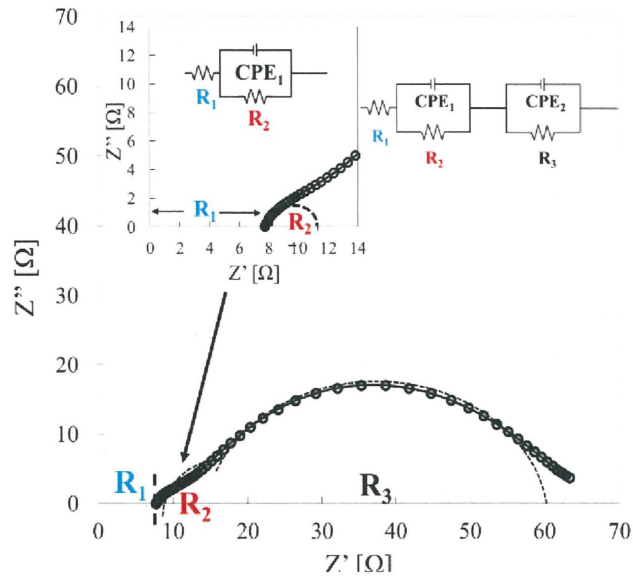 70
60
50
40
30
20
10
0
Z’’ [Ω]
0 10 20 30 40 50 60 70
Z’ [Ω]
14
12
10
8
6
4
2
0
Z’’ [Ω]
0 2 4 6 8 10 12 14
Z’ [Ω]
CPE₁
R₁
R₂
R₁
R₂
CPE₁ CPE₂
R₁
R₂ R₃
R₁
R₂
R₃